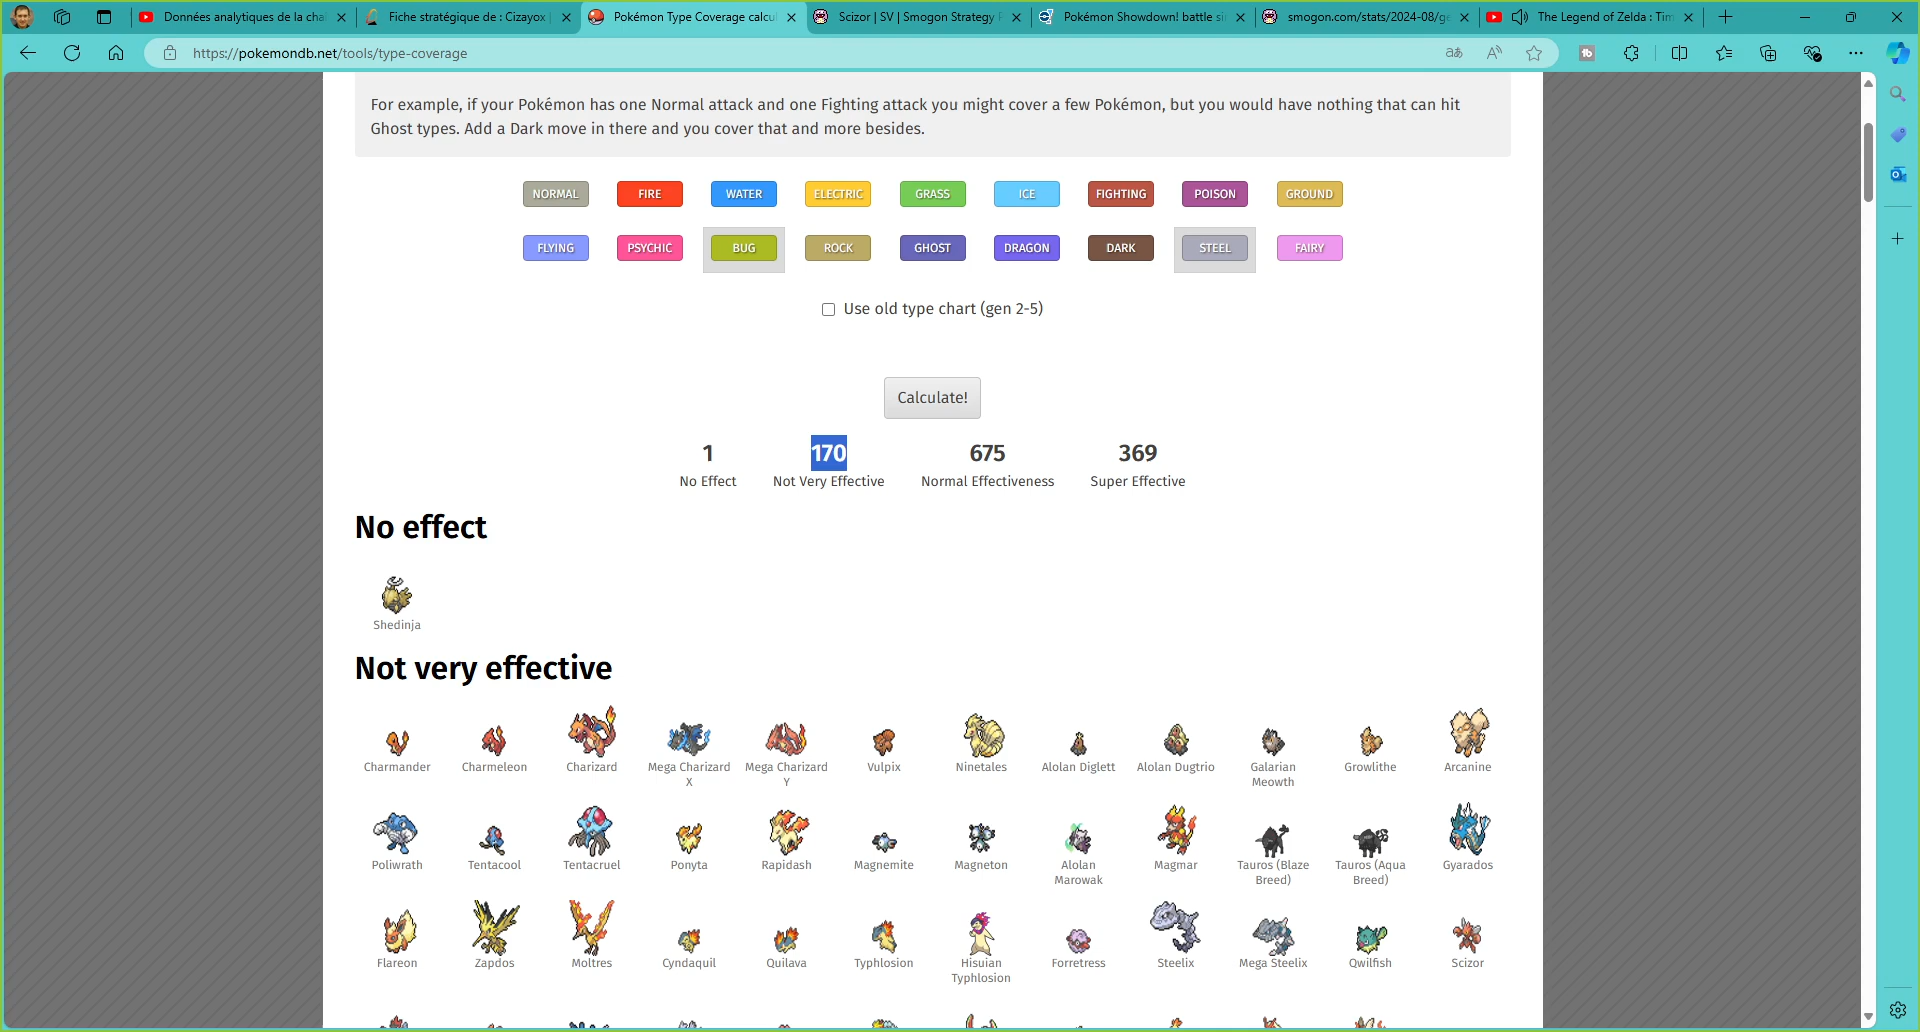 Données analytiques de la cha
Fiche stratégique de : Cizayox |
Pokémon Type Coverage calcu
Scizor | SV | Smogon Strategy P
Pokémon Showdown! battle si
smogon.com/stats/2024-08/ge
The Legend of Zelda : Tim
https://pokemondb.net/tools/type-coverage
For example, if your Pokémon has one Normal attack and one Fighting attack you might cover a few Pokémon, but you would have nothing that can hit
Ghost types. Add a Dark move in there and you cover that and more besides.
NORMAL FIRE WATER ELECTRIC GRASS ICE FIGHTING POISON GROUND
FLYING PSYCHIC BUG ROCK GHOST DRAGON DARK STEEL FAIRY
Use old type chart (gen 2-5)
Calculate!
1 170 675 369
No Effect Not Very Effective Normal Effectiveness Super Effective
No effect
Shedinja
Not very effective
Charmander Charmeleon Charizard Mega Charizard X Mega Charizard Y Vulpix Ninetales Alolan Diglett Alolan Dugtrio Galarian Meowth Growlithe Arcanine
Poliwrath Tentacool Tentacruel Ponyta Rapidash Magnemite Magneton Alolan Marowak Magmar Tauros (Blaze Breed) Tauros (Aqua Breed) Gyarados
Flareon Zapdos Moltres Cyndaquil Quilava Typhlosion Hisuian Typhlosion Forretress Steelix Mega Steelix Qwilfish Scizor